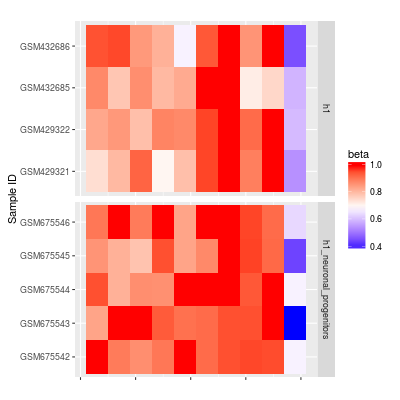 Sample ID
GSM432686
GSM432685
GSM429322
GSM429321
h1
GSM675546
GSM675545
GSM675544
GSM675543
GSM675542
h1_neuronal_progenitors
beta
1.0
0.8
0.6
0.4